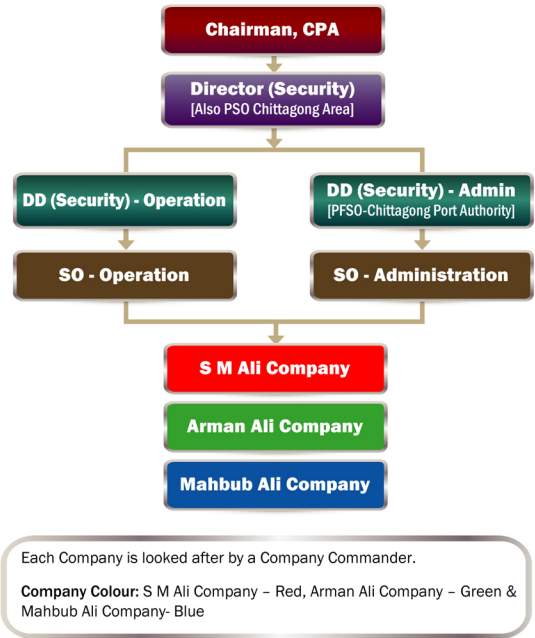 Chairman, CPA
Director (Security)
[Also PSO Chittagong Area]
DD (Security) - Operation
DD (Security) - Admin
[PFSO-Chittagong Port Authority]
SO - Operation
SO - Administration
S M Ali Company
Arman Ali Company
Mahbub Ali Company
Each Company is looked after by a Company Commander.
Company Colour: S M Ali Company – Red, Arman Ali Company – Green &
Mahbub Ali Company- Blue